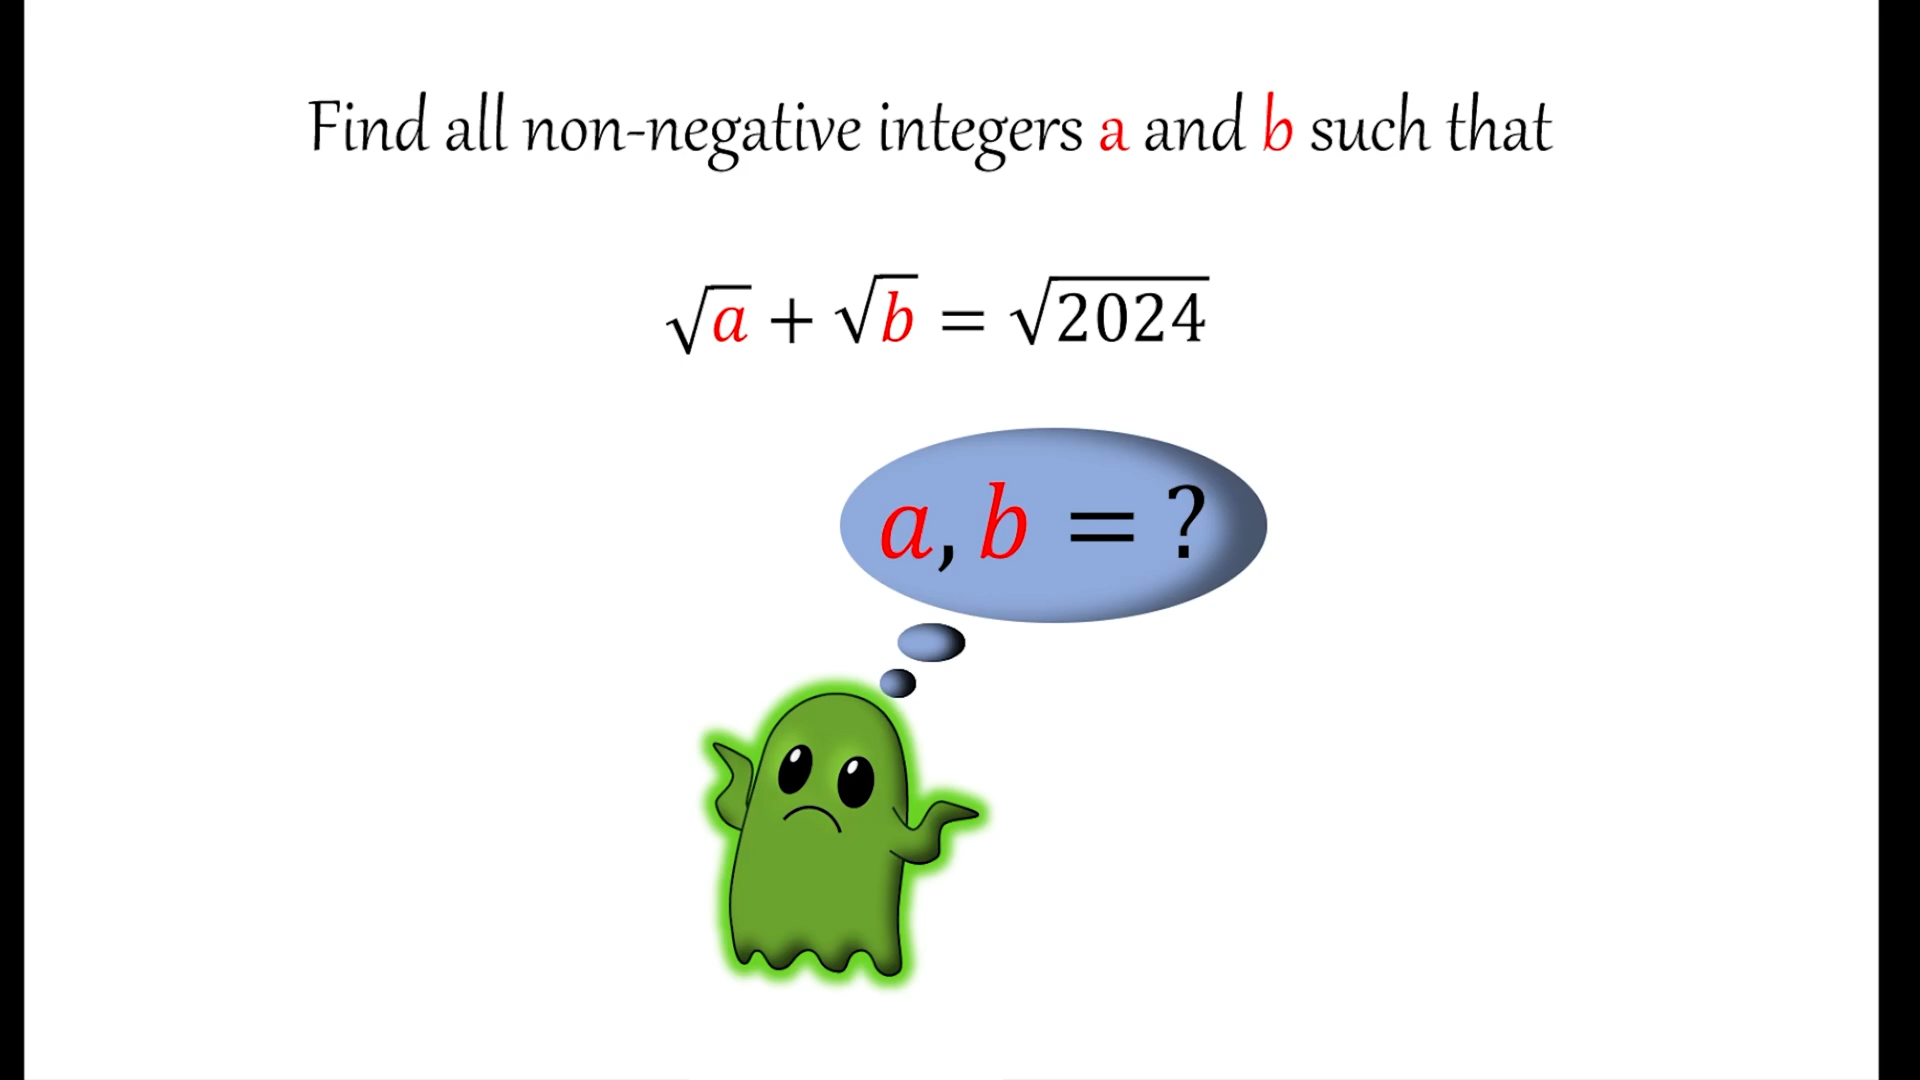 Find all non-negative integers a and b such that
√a + √b = √2024
a, b = ?